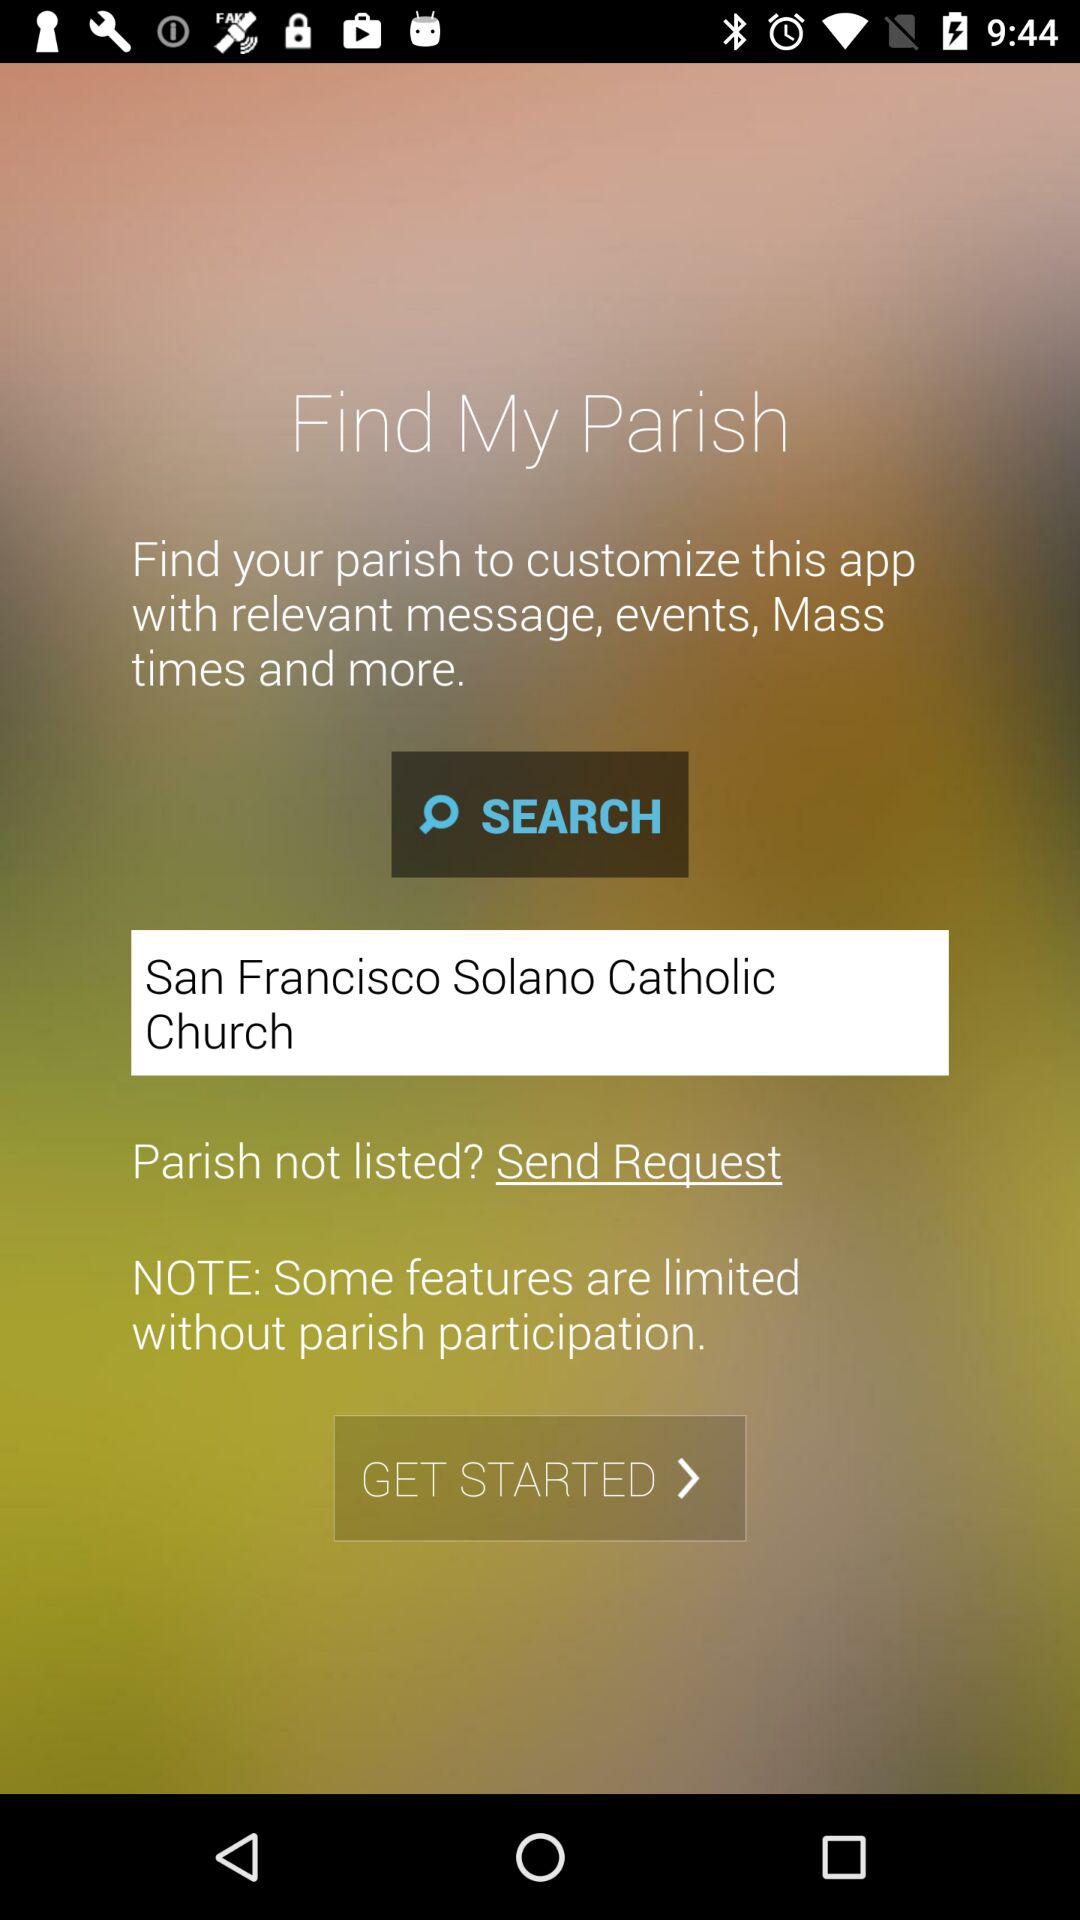 FAKE
9:44
Find My Parish
Find your parish to customize this app
with relevant message, events, Mass
times and more.
SEARCH
San Francisco Solano Catholic
Church
Parish not listed? Send Request
NOTE: Some features are limited
without parish participation.
GET STARTED